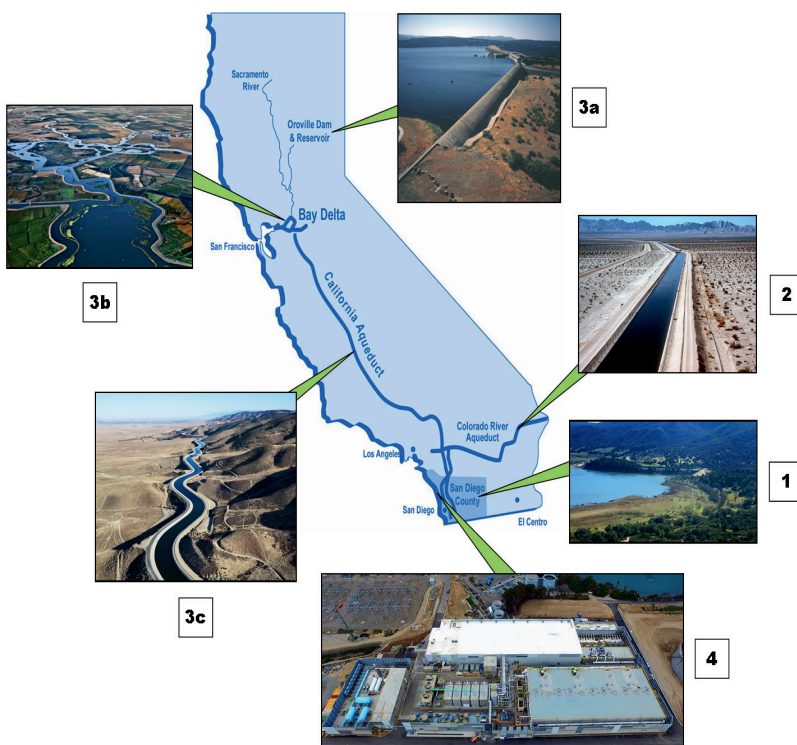 Sacramento
River
3a
Oroville Dam
& Reservoir
Bay Delta
San Francisco
3b
2
California Aqueduct
Colorado River
Aqueduct
Los Angeles
1
San Diego
County
San Diego
El Centro
3c
4